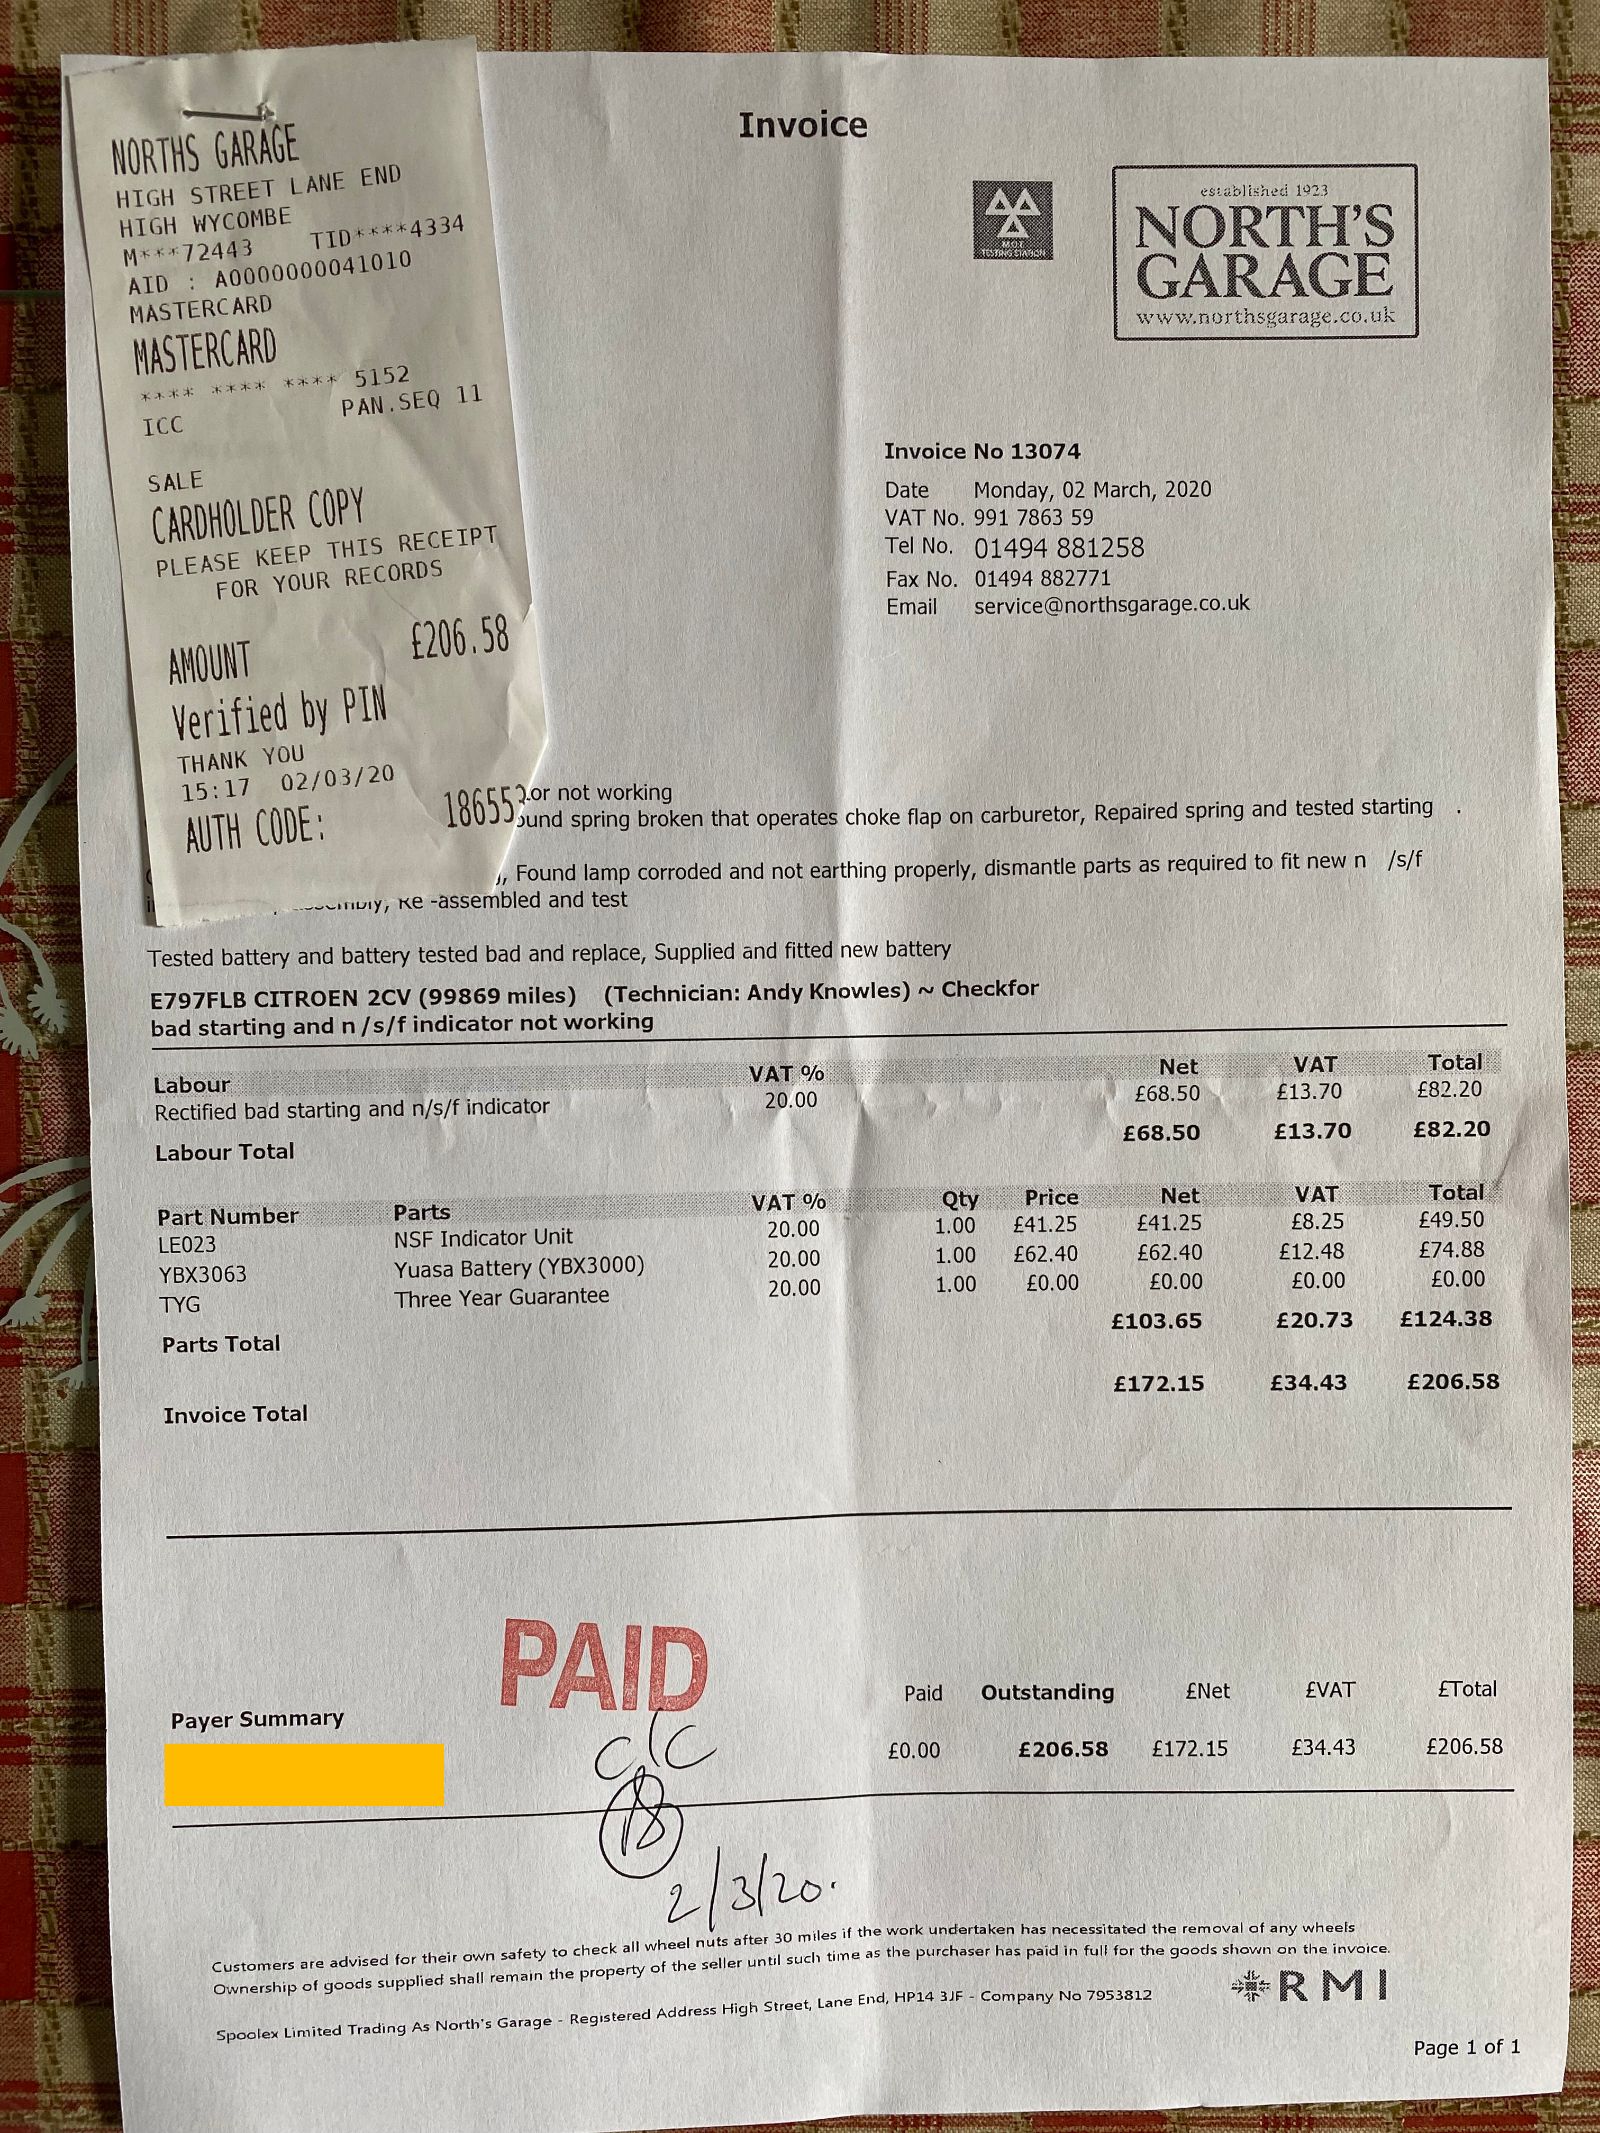 Invoice
NORTHS GARAGE
HIGH STREET LANE END
HIGH WYCOMBE
M***72443 TID****4334
AID : A0000000041010
MASTERCARD
MASTERCARD
**** **** **** 5152
ICC PAN.SEQ 11
SALE
CARDHOLDER COPY
PLEASE KEEP THIS RECEIPT
FOR YOUR RECORDS
AMOUNT £206.58
Verified by PIN
THANK YOU
15:17 02/03/20
AUTH CODE: 186553
M.O.T.
TESTING STATION
established 1923
NORTH'S
GARAGE
www.northsgarage.co.uk
Invoice No 13074
Date Monday, 02 March, 2020
VAT No. 991 7863 59
Tel No. 01494 881258
Fax No. 01494 882771
Email service@northsgarage.co.uk
or not working
ound spring broken that operates choke flap on carburetor, Repaired spring and tested starting .
, Found lamp corroded and not earthing properly, dismantle parts as required to fit new n /s/f
Re -assembled and test
Tested battery and battery tested bad and replace, Supplied and fitted new battery
E797FLB CITROEN 2CV (99869 miles) (Technician: Andy Knowles) ~ Checkfor
bad starting and n /s/f indicator not working
Labour VAT % Net VAT Total
Rectified bad starting and n/s/f indicator 20.00 £68.50 £13.70 £82.20
Labour Total £68.50 £13.70 £82.20
Part Number Parts VAT % Qty Price Net VAT Total
LE023 NSF Indicator Unit 20.00 1.00 £41.25 £41.25 £8.25 £49.50
YBX3063 Yuasa Battery (YBX3000) 20.00 1.00 £62.40 £62.40 £12.48 £74.88
TYG Three Year Guarantee 20.00 1.00 £0.00 £0.00 £0.00 £0.00
Parts Total £103.65 £20.73 £124.38
Invoice Total £172.15 £34.43 £206.58
PAID
Paid Outstanding £Net £VAT £Total
Payer Summary
£0.00 £206.58 £172.15 £34.43 £206.58
c/c
2/3/20.
Customers are advised for their own safety to check all wheel nuts after 30 miles if the work undertaken has necessitated the removal of any wheels
Ownership of goods supplied shall remain the property of the seller until such time as the purchaser has paid in full for the goods shown on the invoice.
RMI
Spoolex Limited Trading As North's Garage - Registered Address High Street, Lane End, HP14 3JF - Company No 7953812
Page 1 of 1